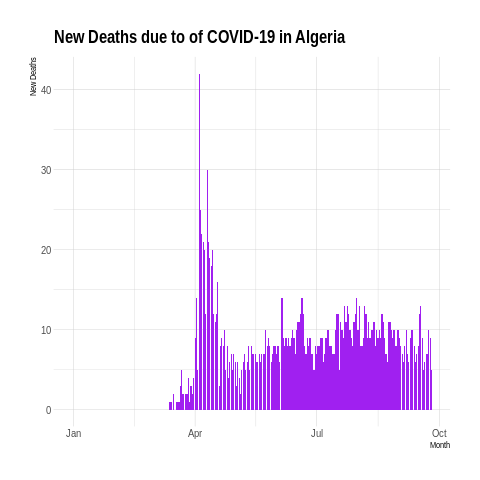 New Deaths due to of COVID-19 in Algeria
New Deaths
40
30
20
10
0
Jan
Apr
Jul
Oct
Month